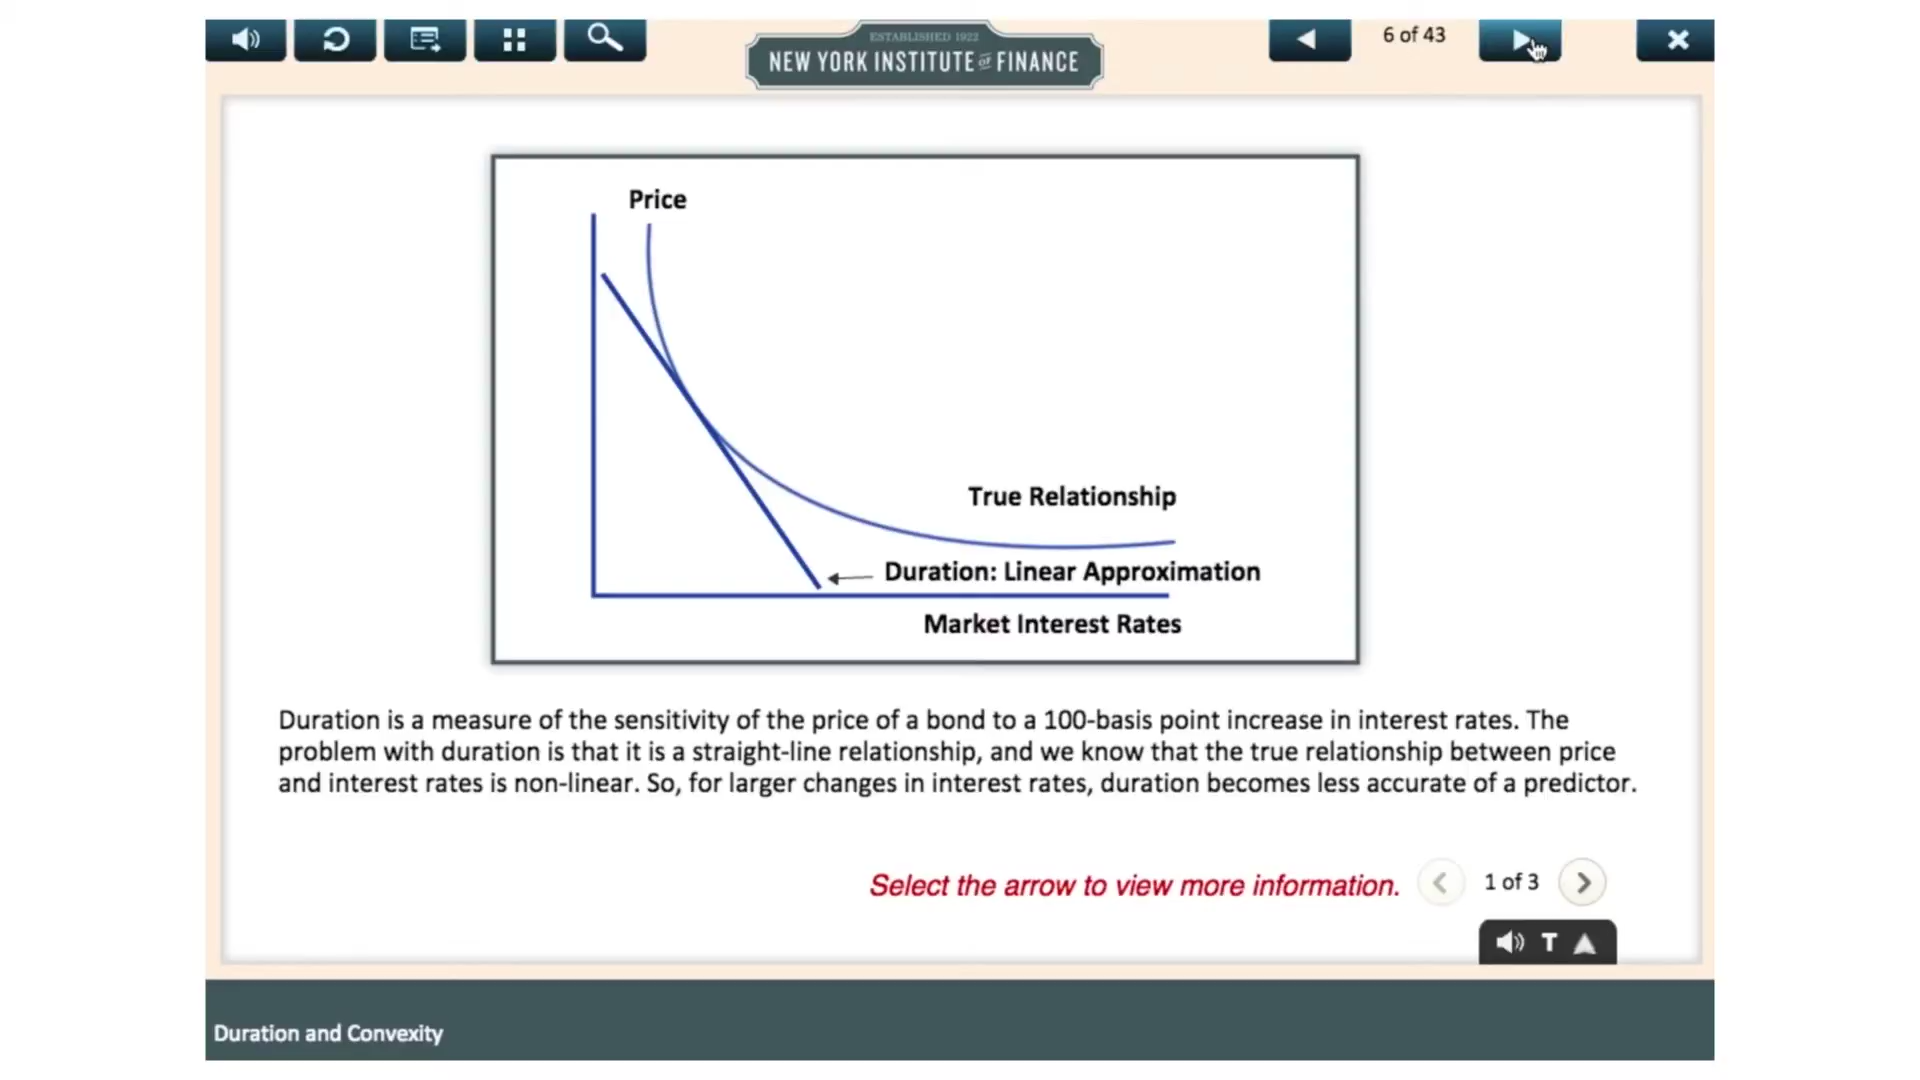 ESTABLISHED 1922
NEW YORK INSTITUTE of FINANCE
6 of 43
Price
True Relationship
Duration: Linear Approximation
Market Interest Rates
Duration is a measure of the sensitivity of the price of a bond to a 100-basis point increase in interest rates. The
problem with duration is that it is a straight-line relationship, and we know that the true relationship between price
and interest rates is non-linear. So, for larger changes in interest rates, duration becomes less accurate of a predictor.
Select the arrow to view more information.
1 of 3
T
Duration and Convexity